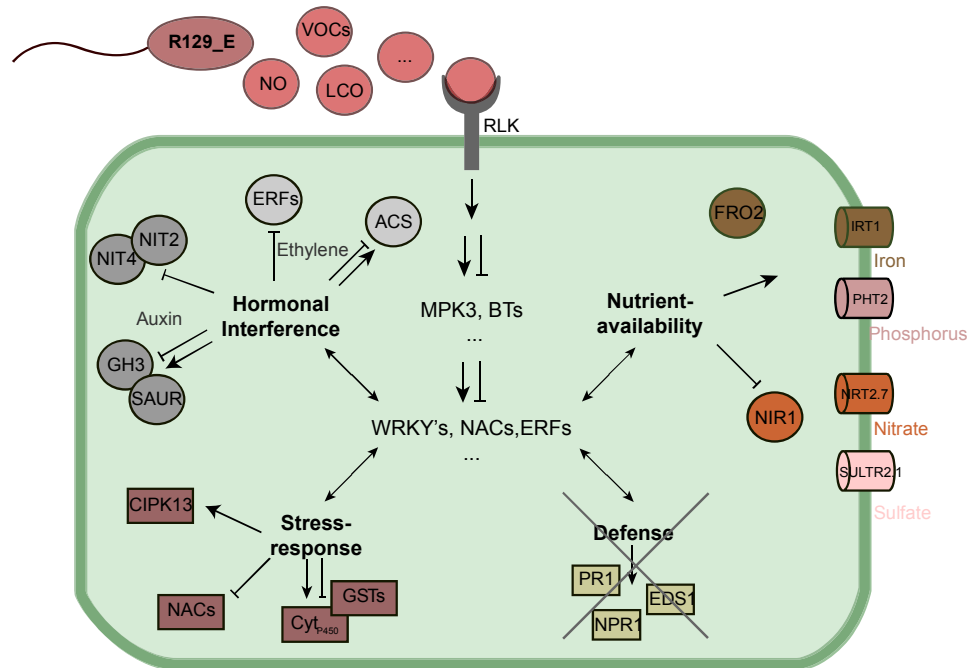 R129_E
VOCs
NO
LCO
...
RLK
ERFs
ACS
NIT2
NIT4
Ethylene
Hormonal
Interference
Auxin
GH3
SAUR
MPK3, BTs
...
Nutrient-
availability
FRO2
IRT1
Iron
PHT2
Phosphorus
NRT2.7
NIR1
Nitrate
SULTR2.1
Sulfate
WRKY's, NACs,ERFs
...
CIPK13
Stress-
response
NACs
GSTs
CytP450
Defense
PR1
EDS1
NPR1